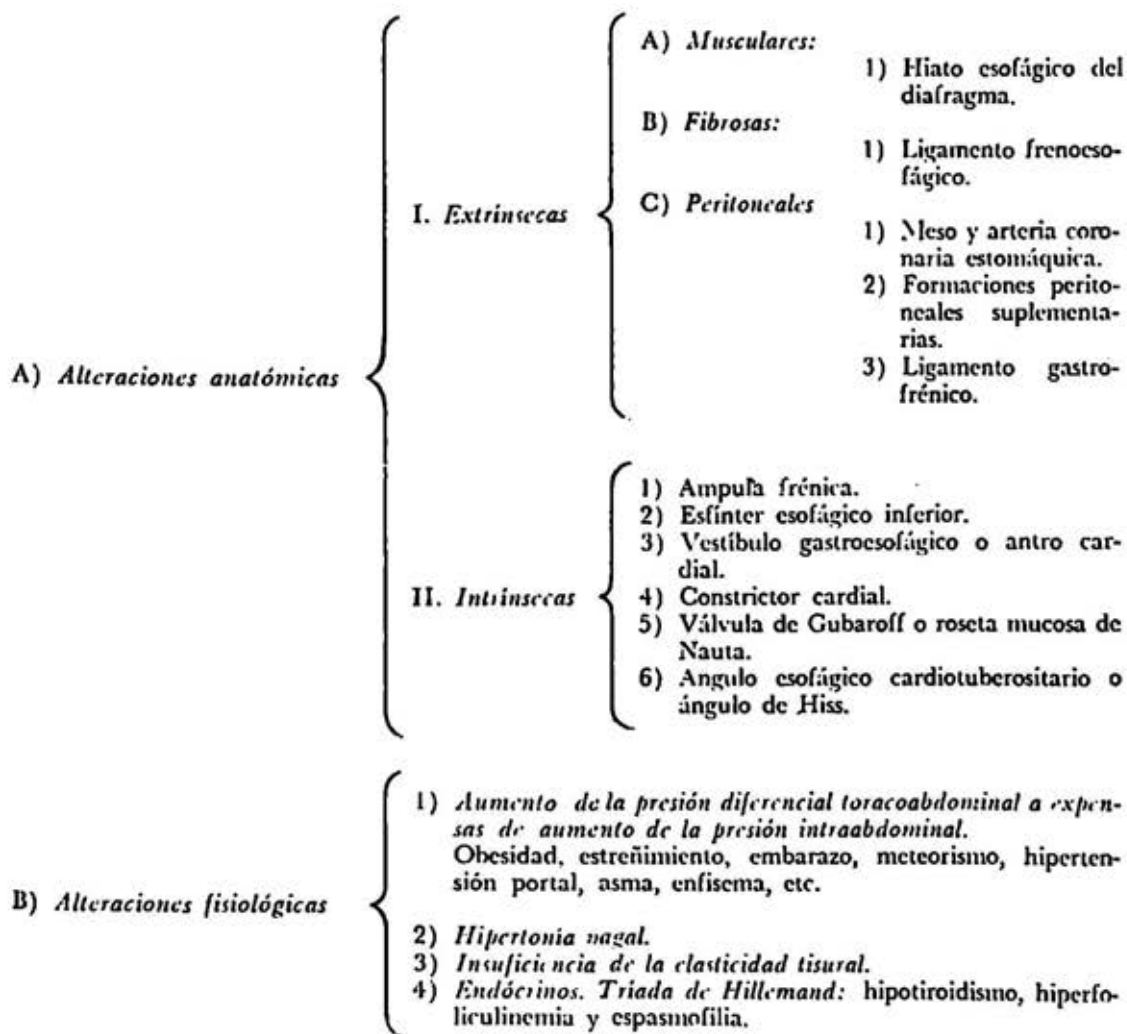 A) Alteraciones anatómicas
I. Extrínsecas
A) Musculares:
1) Hiato esofágico del
diafragma.
B) Fibrosas:
1) Ligamento frenoeso-
fágico.
C) Peritoneales
1) Meso y arteria coro-
naria estomáquica.
2) Formaciones perito-
neales suplementa-
rias.
3) Ligamento gastro-
frénico.
II. Intrínsecas
1) Ampula frénica.
2) Esfínter esofágico inferior.
3) Vestíbulo gastroesofágico o antro car-
dial.
4) Constrictor cardial.
5) Válvula de Gubaroff o roseta mucosa de
Nauta.
6) Angulo esofágico cardiotuberositario o
ángulo de Hiss.
B) Alteraciones fisiológicas
1) Aumento de la presión diferencial toracoabdominal a expen-
sas de aumento de la presión intraabdominal.
Obesidad, estreñimiento, embarazo, meteorismo, hiperten-
sión portal, asma, enfisema, etc.
2) Hipertonia vagal.
3) Insuficiencia de la elasticidad tisural.
4) Endócrinos. Triada de Hillemand: hipotiroidismo, hiperfo-
liculinemia y espasmofilia.